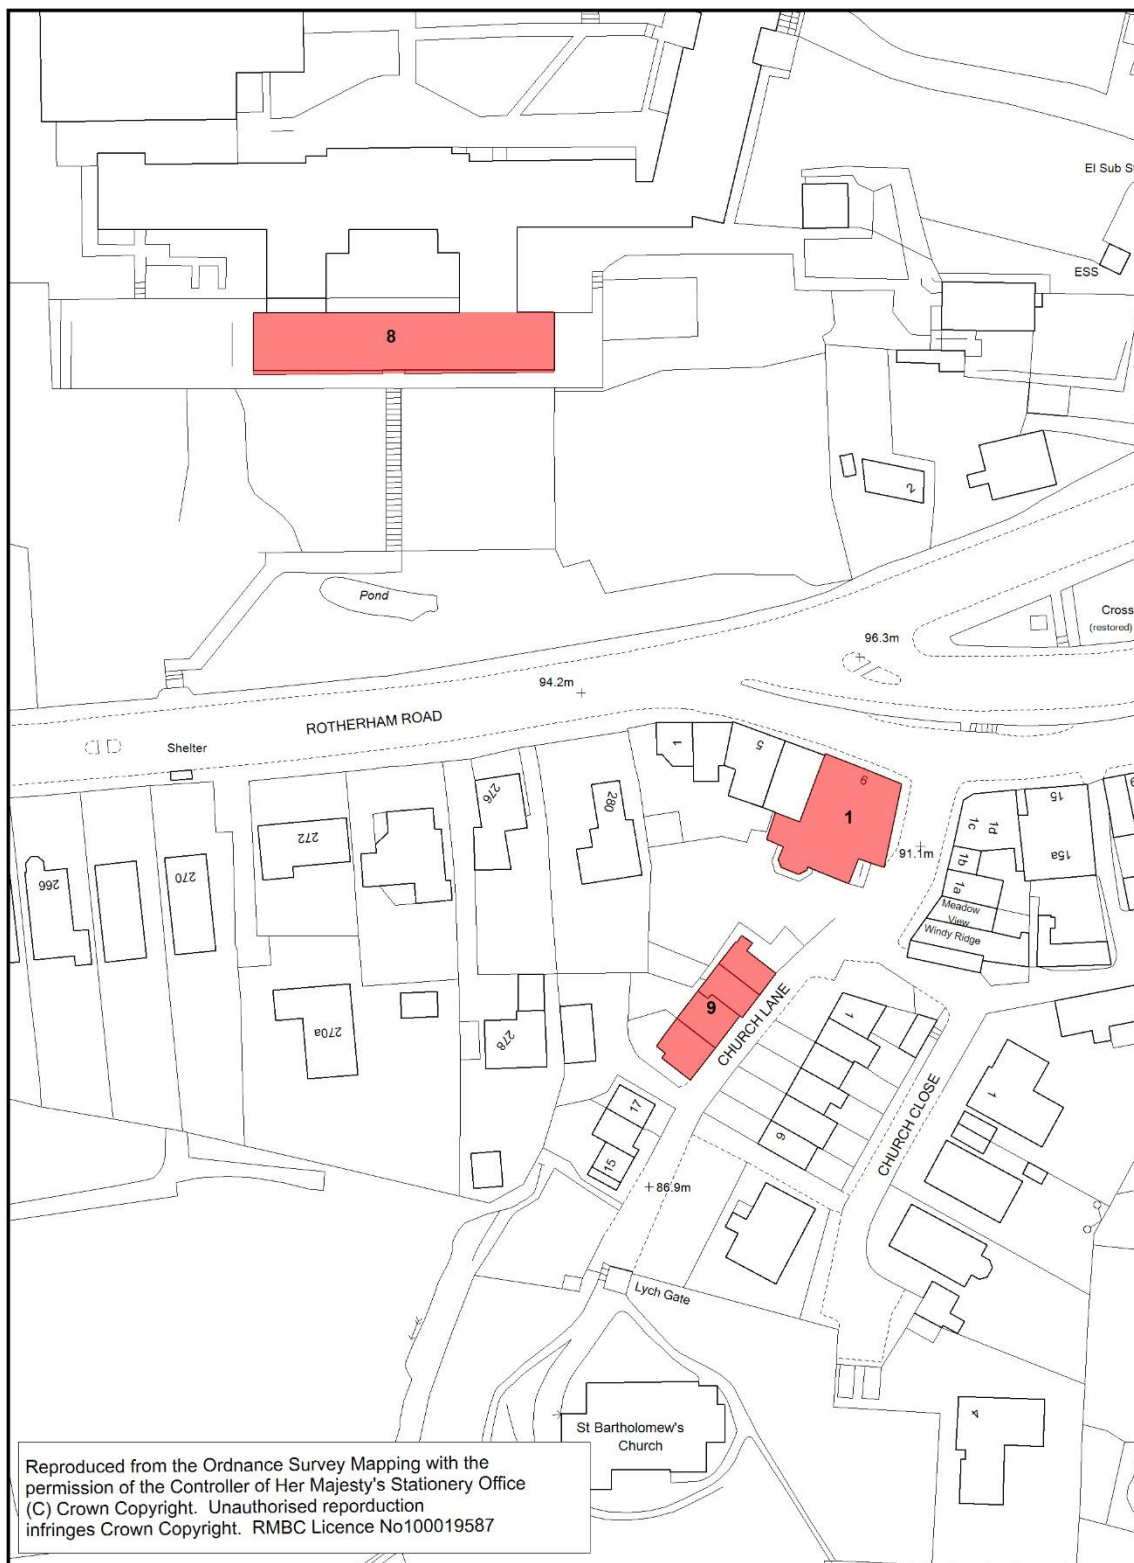 El Sub St
ESS
8
2
Pond
Cross
(restored)
96.3m
94.2m
ROTHERHAM ROAD
Shelter
1
5
6
1
276
280
272
266
270
91.1m
15
1c
1d
15a
1b
1a
Meadow
View
Windy Ridge
9
CHURCH LANE
270a
278
1
17
15
9
CHURCH CLOSE
1
86.9m
Lych Gate
St Bartholomew's
Church
4
Reproduced from the Ordnance Survey Mapping with the
permission of the Controller of Her Majesty's Stationery Office
(C) Crown Copyright. Unauthorised reporduction
infringes Crown Copyright. RMBC Licence No100019587